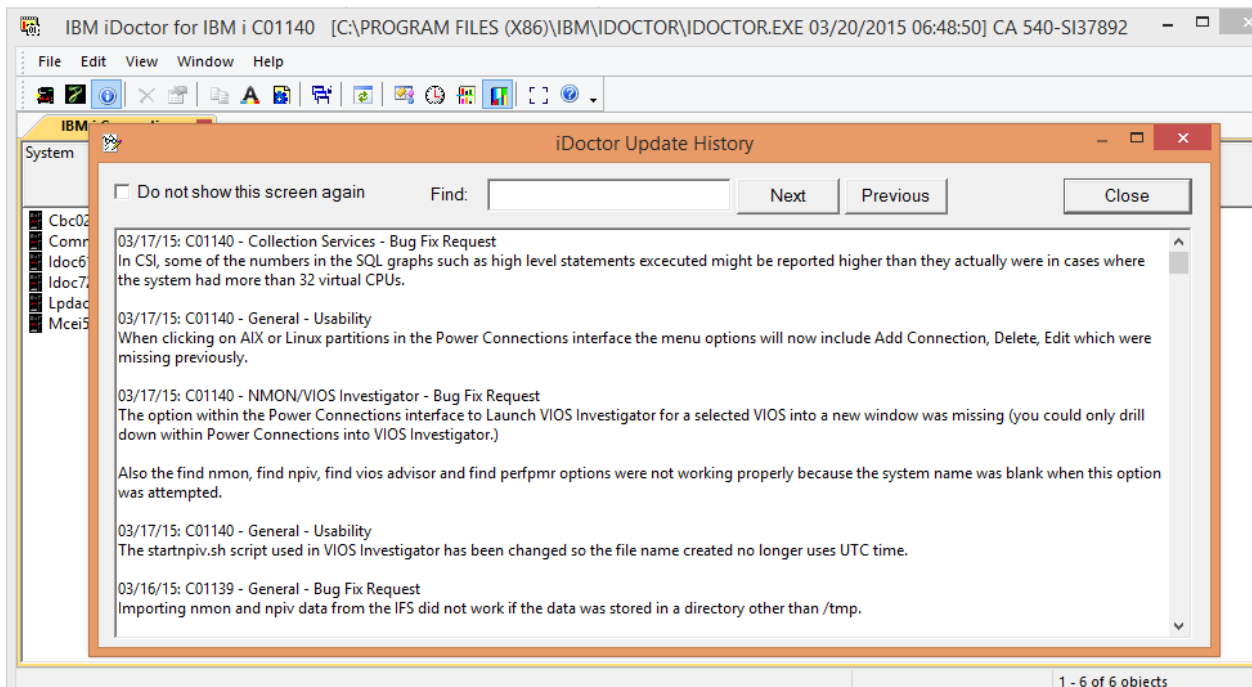 IBM iDoctor for IBM i C01140 [C:\PROGRAM FILES (X86)\IBM\IDOCTOR\IDOCTOR.EXE 03/20/2015 06:48:50] CA 540-SI37892
File Edit View Window Help
IBM i
System
iDoctor Update History
Do not show this screen again Find: Next Previous Close
Cbc02
Comm
Idoc6
Idoc72
Lpdac
Mcei5
03/17/15: C01140 - Collection Services - Bug Fix Request
In CSI, some of the numbers in the SQL graphs such as high level statements excecuted might be reported higher than they actually were in cases where
the system had more than 32 virtual CPUs.
03/17/15: C01140 - General - Usability
When clicking on AIX or Linux partitions in the Power Connections interface the menu options will now include Add Connection, Delete, Edit which were
missing previously.
03/17/15: C01140 - NMON/VIOS Investigator - Bug Fix Request
The option within the Power Connections interface to Launch VIOS Investigator for a selected VIOS into a new window was missing (you could only drill
down within Power Connections into VIOS Investigator.)
Also the find nmon, find npiv, find vios advisor and find perfpmr options were not working properly because the system name was blank when this option
was attempted.
03/17/15: C01140 - General - Usability
The startnpiv.sh script used in VIOS Investigator has been changed so the file name created no longer uses UTC time.
03/16/15: C01139 - General - Bug Fix Request
Importing nmon and npiv data from the IFS did not work if the data was stored in a directory other than /tmp.
1 - 6 of 6 objects